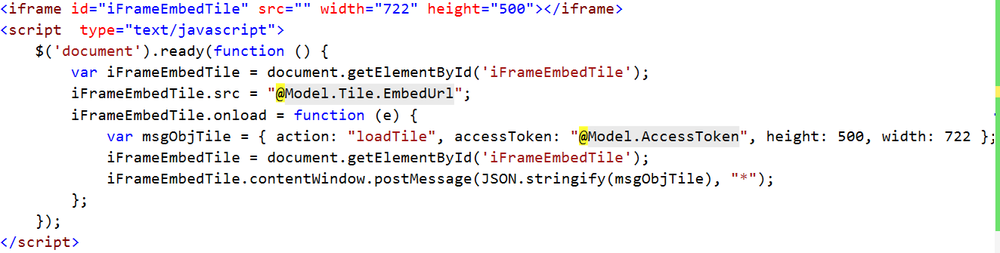 <iframe id="iFrameEmbedTile" src="" width="722" height="500"></iframe>
<script  type="text/javascript">
    $('document').ready(function () {
        var iFrameEmbedTile = document.getElementById('iFrameEmbedTile');
        iFrameEmbedTile.src = "@Model.Tile.EmbedUrl";
        iFrameEmbedTile.onload = function (e) {
            var msgObjTile = { action: "loadTile", accessToken: "@Model.AccessToken", height: 500, width: 722 };
            iFrameEmbedTile = document.getElementById('iFrameEmbedTile');
            iFrameEmbedTile.contentWindow.postMessage(JSON.stringify(msgObjTile), "*");
        };
    });
</script>